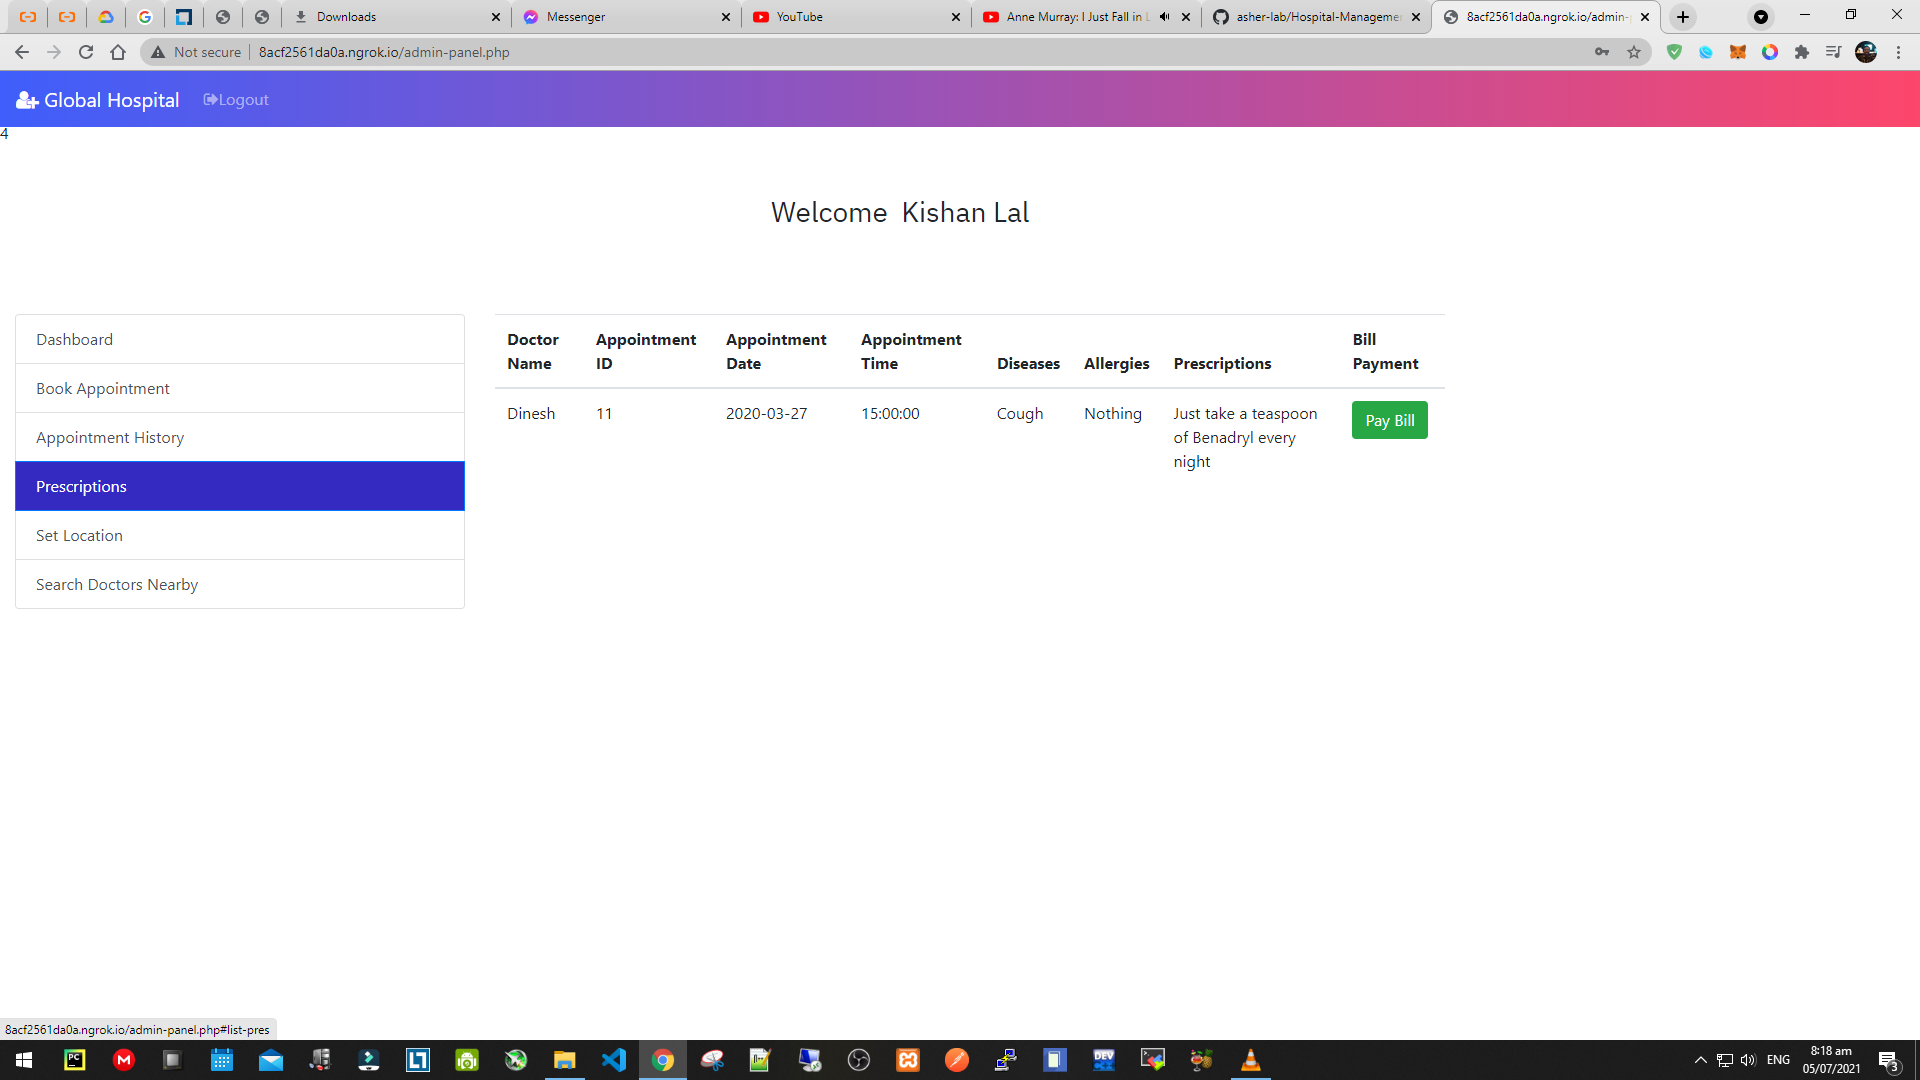 Downloads
Messenger
YouTube
Anne Murray: I Just Fall in L
asher-lab/Hospital-Manageme
8acf2561da0a.ngrok.io/admin-
Not secure
8acf2561da0a.ngrok.io/admin-panel.php
Global Hospital
Logout
4
Welcome Kishan Lal
Dashboard
Book Appointment
Appointment History
Prescriptions
Set Location
Search Doctors Nearby
Doctor Name
Appointment ID
Appointment Date
Appointment Time
Diseases
Allergies
Prescriptions
Bill Payment
Dinesh
11
2020-03-27
15:00:00
Cough
Nothing
Just take a teaspoon
of Benadryl every
night
Pay Bill
8acf2561da0a.ngrok.io/admin-panel.php#list-pres
PC
ENG
8:18 am
05/07/2021
3
DEV